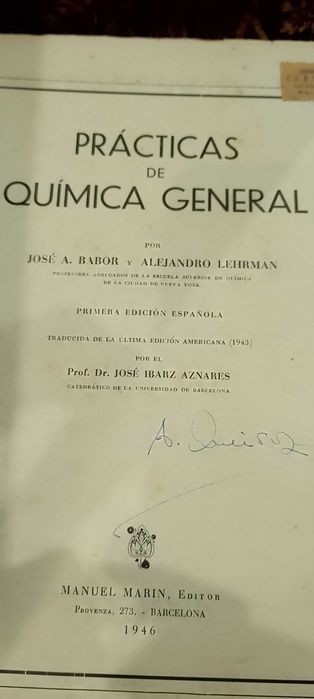 PRÁCTICAS
DE
QUÍMICA GENERAL
POR
JOSÉ A. BABOR Y ALEJANDRO LEHRMAN
PROFESORES AGREGADOS DE LA ESCUELA SUPERIOR DE QUÍMICA
DE LA CIUDAD DE NUEVA YORK
PRIMERA EDICIÓN ESPAÑOLA
TRADUCIDA DE LA ÚLTIMA EDICIÓN AMERICANA (1943)
POR EL
Prof. Dr. JOSÉ IBARZ AZNARES
CATEDRÁTICO DE LA UNIVERSIDAD DE BARCELONA
A.
MANUEL MARIN, EDITOR
PROVENZA, 273. - BARCELONA
1946